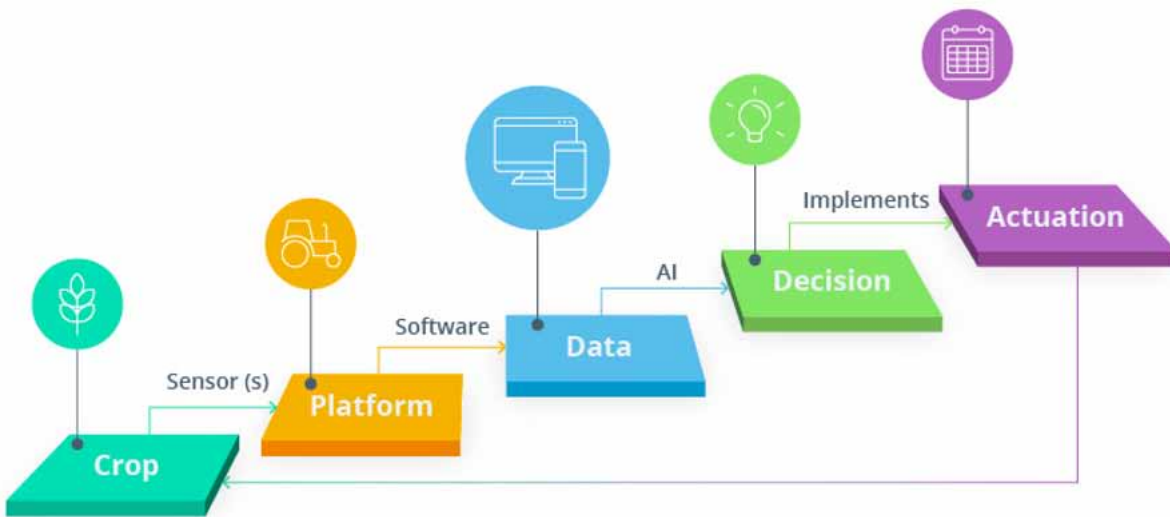 Crop
Sensor (s)
Platform
Software
Data
AI
Decision
Implements
Actuation